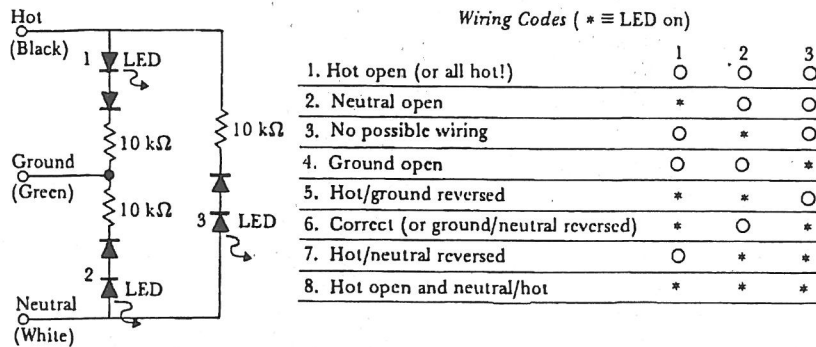 Hot
(Black)
1 LED
10 kΩ
10 kΩ
Ground
(Green)
10 kΩ
3 LED
2 LED
Neutral
(White)
Wiring Codes ( * ≡ LED on)
1 2 3
1. Hot open (or all hot!) O O O
2. Neutral open * O O
3. No possible wiring O * O
4. Ground open O O *
5. Hot/ground reversed * * O
6. Correct (or ground/neutral reversed) * O *
7. Hot/neutral reversed O * *
8. Hot open and neutral/hot * * *